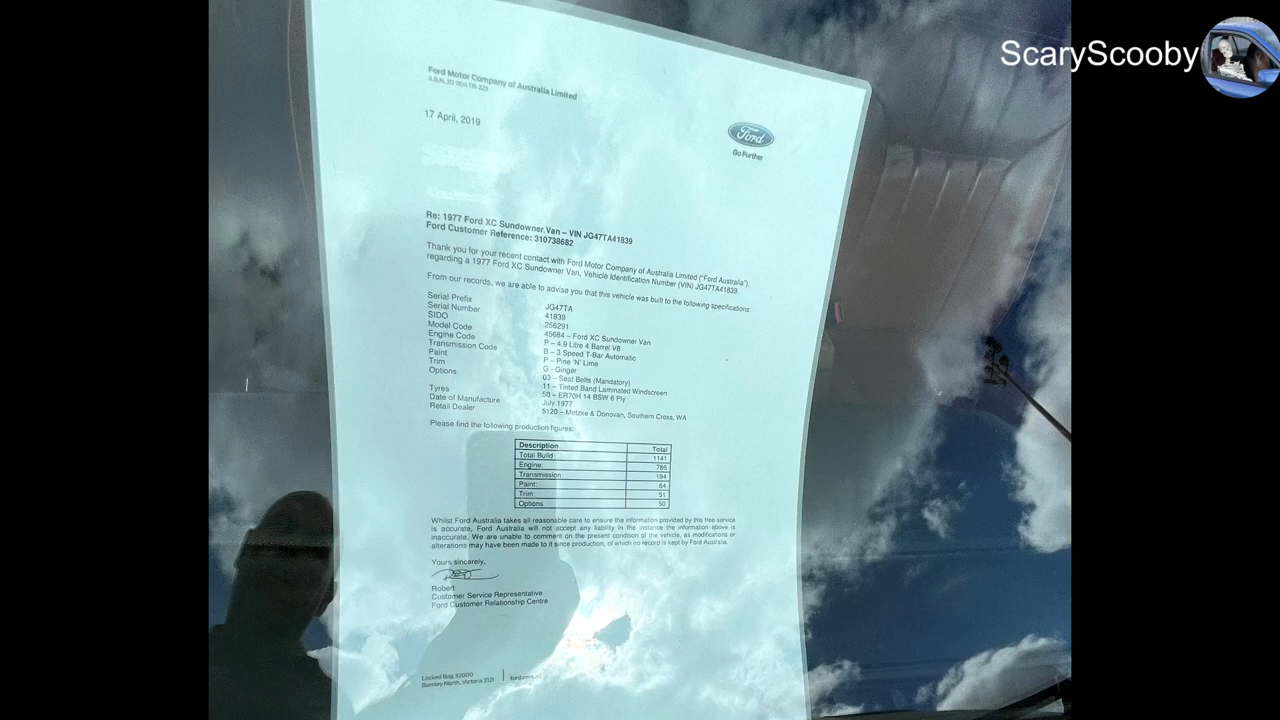 ScaryScooby
Ford Motor Company of Australia Limited
A.B.N. 30 004 116 223
17 April, 2019
Ford
Go Further
Re: 1977 Ford XC Sundowner Van – VIN JG47TA41839
Ford Customer Reference: 310738682
Thank you for your recent contact with Ford Motor Company of Australia Limited ("Ford Australia"),
regarding a 1977 Ford XC Sundowner Van, Vehicle Identification Number (VIN) JG47TA41839.
From our records, we are able to advise you that this vehicle was built to the following specifications:
Serial Prefix JG47TA
Serial Number 41839
SIDO 256291
Model Code 45684 – Ford XC Sundowner Van
Engine Code P – 4.9 Litre 4 Barrel V8
Transmission Code B – 3 Speed T-Bar Automatic
Paint P – Pine 'N' Lime
Trim G - Ginger
Options 03 – Seat Belts (Mandatory)
11 – Tinted Band Laminated Windscreen
Tyres 50 – ER70H 14 BSW 6 Ply
Date of Manufacture July 1977
Retail Dealer 5120 – Metzke & Donovan, Southern Cross, WA
Please find the following production figures:
Description Total
Total Build: 1141
Engine: 786
Transmission: 194
Paint: 64
Trim: 51
Options 50
Whilst Ford Australia takes all reasonable care to ensure the information provided by this free service
is accurate, Ford Australia will not accept any liability in the instance the information above is
inaccurate. We are unable to comment on the present condition of the vehicle, as modifications or
alterations may have been made to it since production, of which no record is kept by Ford Australia.
Yours sincerely,
Robert
Customer Service Representative
Ford Customer Relationship Centre
Locked Bag 32000
Burnley North, Victoria 3121